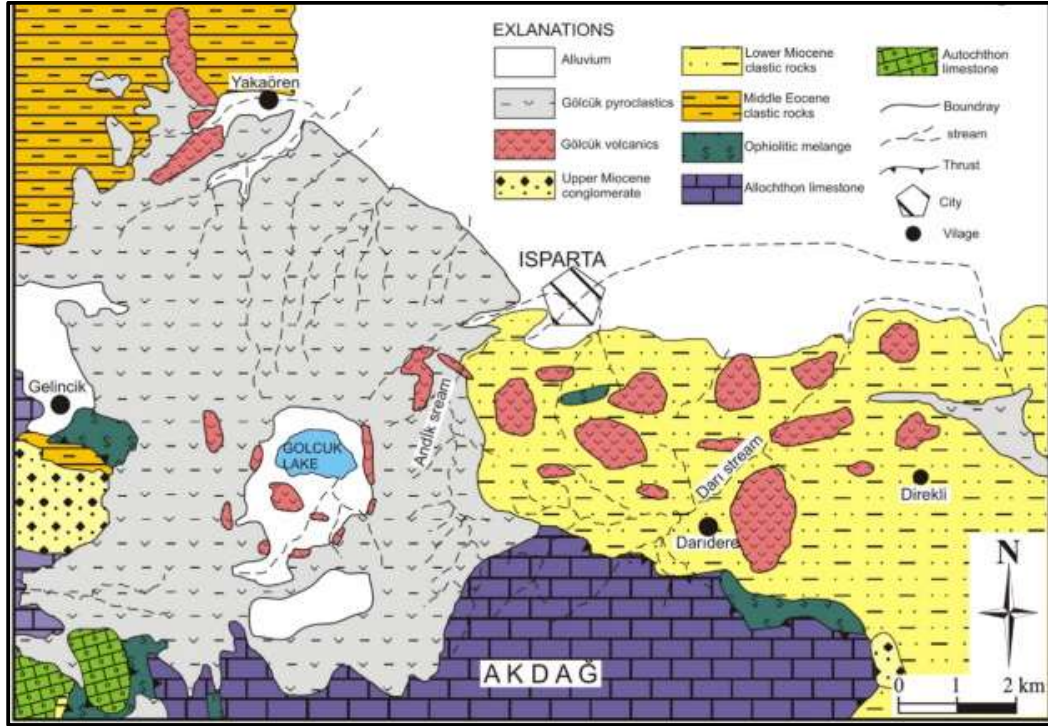 EXLANATIONS
Alluvium
Gölcük pyroclastics
Gölcük volcanics
Upper Miocene
conglomerate
Lower Miocene
clastic rocks
Middle Eocene
clastic rocks
Ophiolitic melange
Allochthon limestone
Autochthon
limestone
Boundray
stream
Thrust
City
Vilage
Yakaören
ISPARTA
Gelincik
Andık sream
GOLCUK
LAKE
Darı stream
Direkli
Darıdere
AKDAĞ
N
0 1 2 km